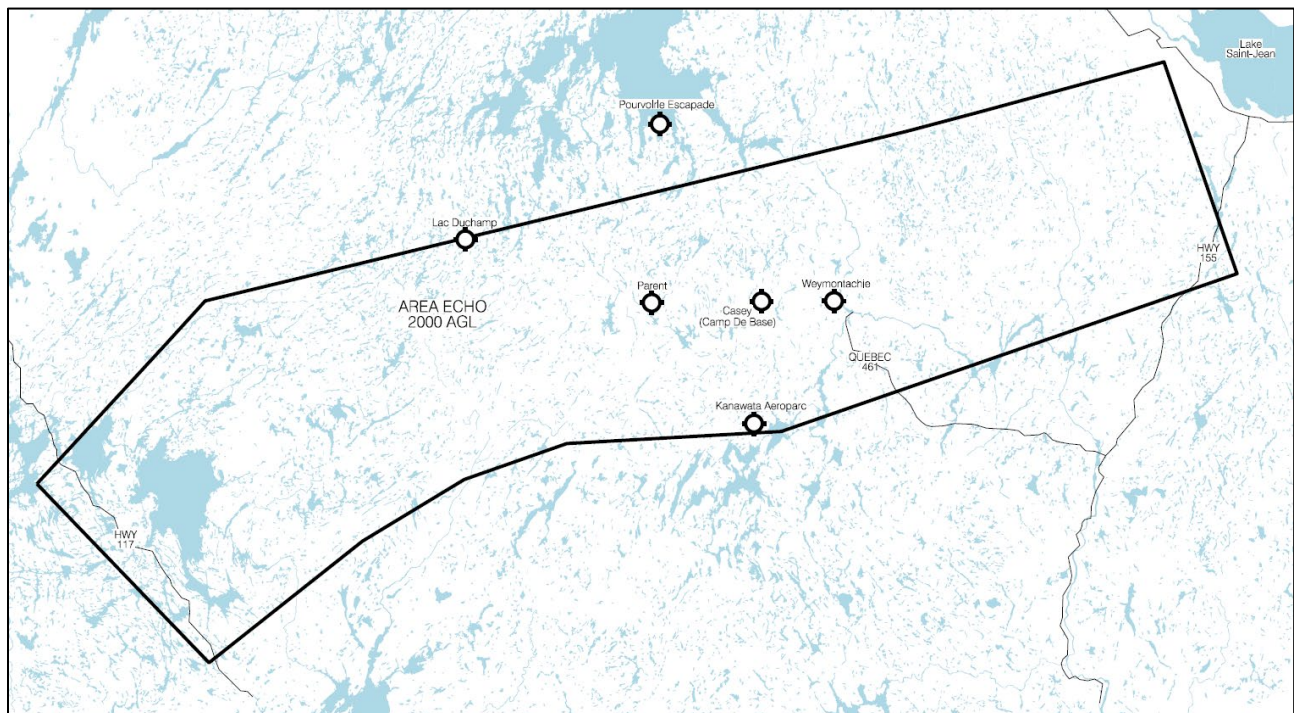 Lake
Saint-Jean
Pourvoirie Escapade
Lac Duchamp
HWY
155
Parent
Weymontachie
AREA ECHO
2000 AGL
Casey
(Camp De Base)
QUEBEC
461
Kanawata Aeroparc
HWY
117